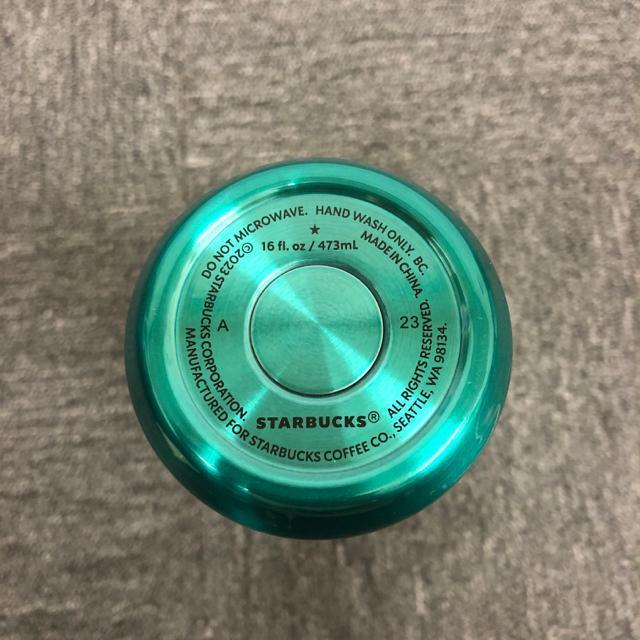 DO NOT MICROWAVE. HAND WASH ONLY. BC.
★
16 fl. oz / 473mL
MADE IN CHINA.
A
23
©2023 STARBUCKS CORPORATION.
ALL RIGHTS RESERVED.
STARBUCKS®
MANUFACTURED FOR STARBUCKS COFFEE CO., SEATTLE, WA 98134.